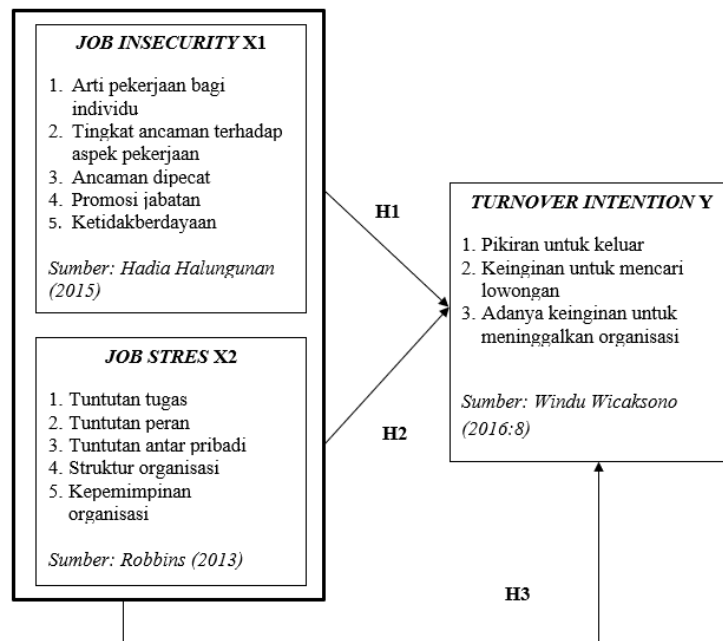 JOB INSECURITY X1
1. Arti pekerjaan bagi
individu
2. Tingkat ancaman terhadap
aspek pekerjaan
3. Ancaman dipecat
4. Promosi jabatan
5. Ketidakberdayaan
Sumber: Hadia Halungunan
(2015)
JOB STRES X2
1. Tuntutan tugas
2. Tuntutan peran
3. Tuntutan antar pribadi
4. Struktur organisasi
5. Kepemimpinan
organisasi
Sumber: Robbins (2013)
H1
H2
TURNOVER INTENTION Y
1. Pikiran untuk keluar
2. Keinginan untuk mencari
lowongan
3. Adanya keinginan untuk
meninggalkan organisasi
Sumber: Windu Wicaksono
(2016:8)
H3